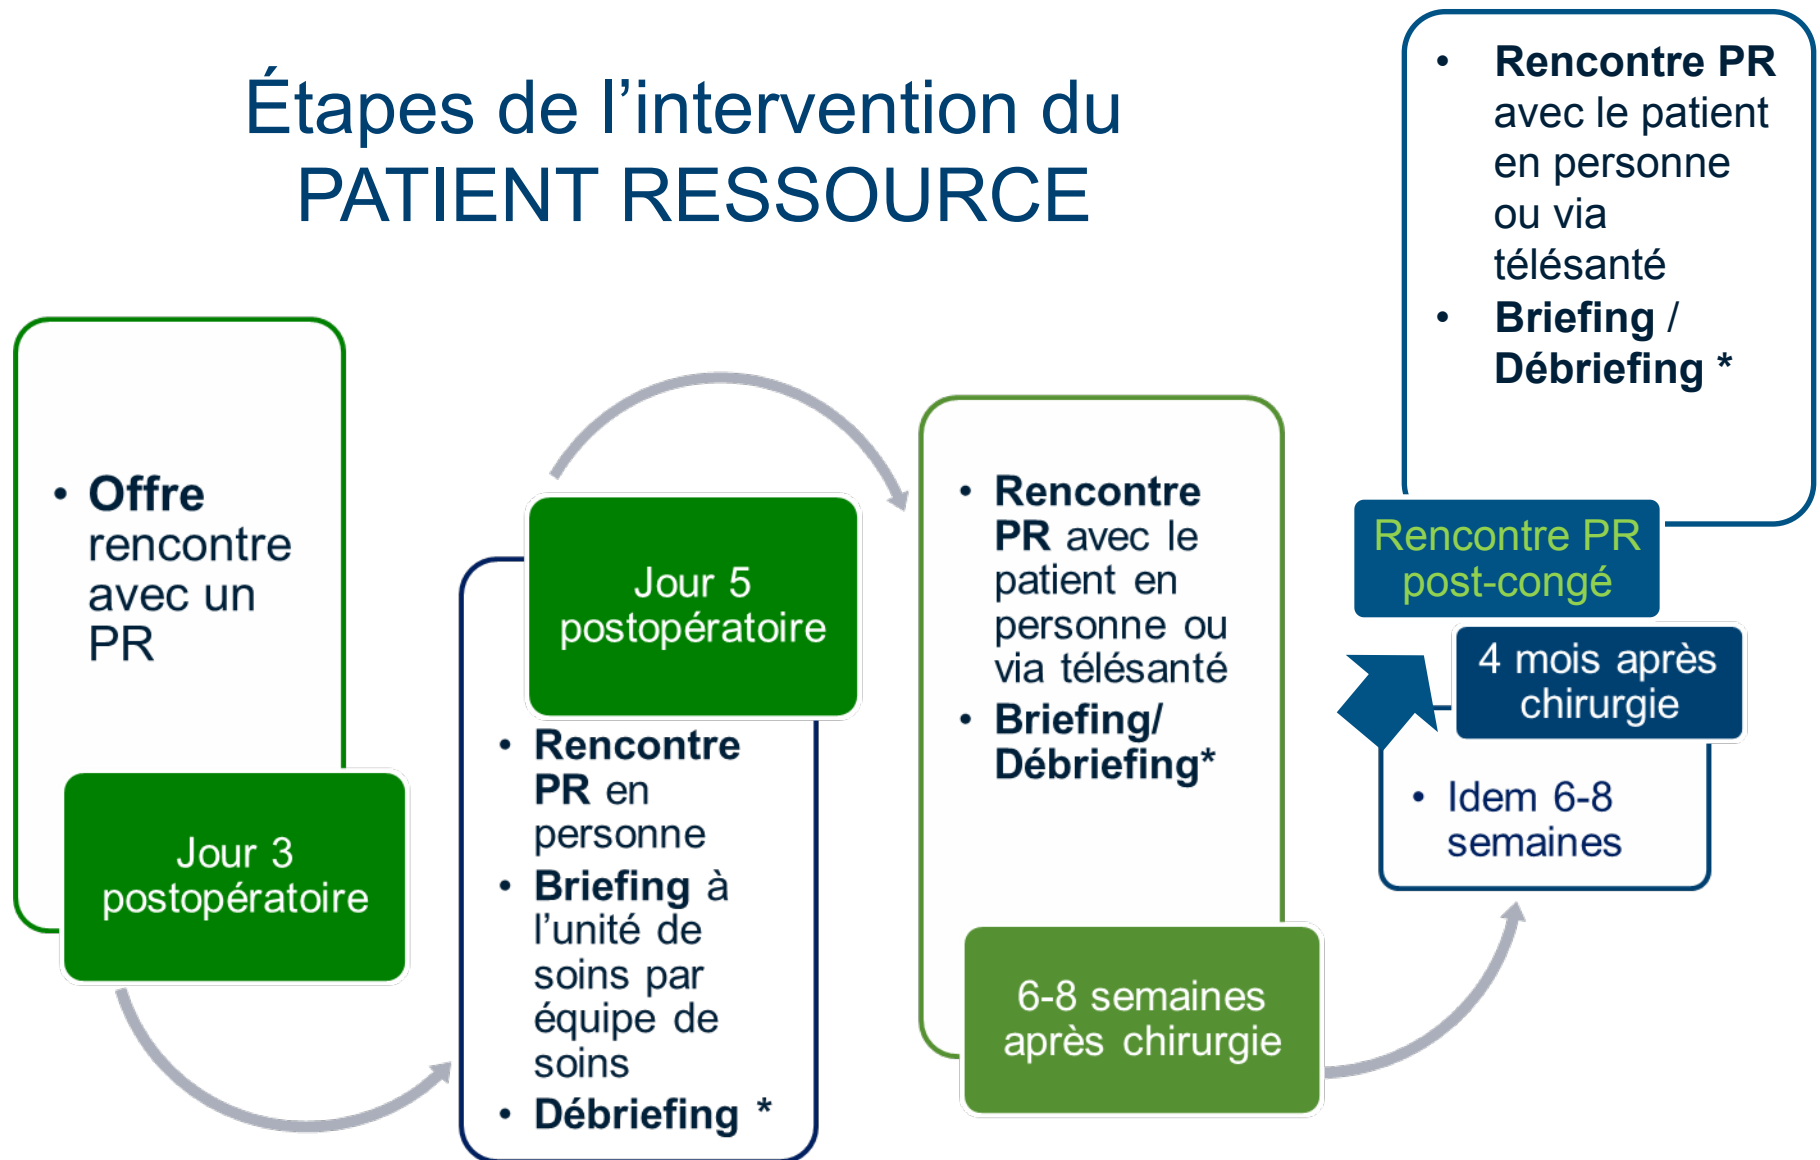 Étapes de l’intervention du
PATIENT RESSOURCE
• Offre
rencontre
avec un
PR
Jour 3
postopératoire
Jour 5
postopératoire
• Rencontre
PR en
personne
• Briefing à
l’unité de
soins par
équipe de
soins
• Débriefing *
• Rencontre
PR avec le
patient en
personne ou
via télésanté
• Briefing/
Débriefing*
6-8 semaines
après chirurgie
• Rencontre PR
avec le patient
en personne
ou via
télésanté
• Briefing /
Débriefing *
Rencontre PR
post-congé
4 mois après
chirurgie
• Idem 6-8
semaines